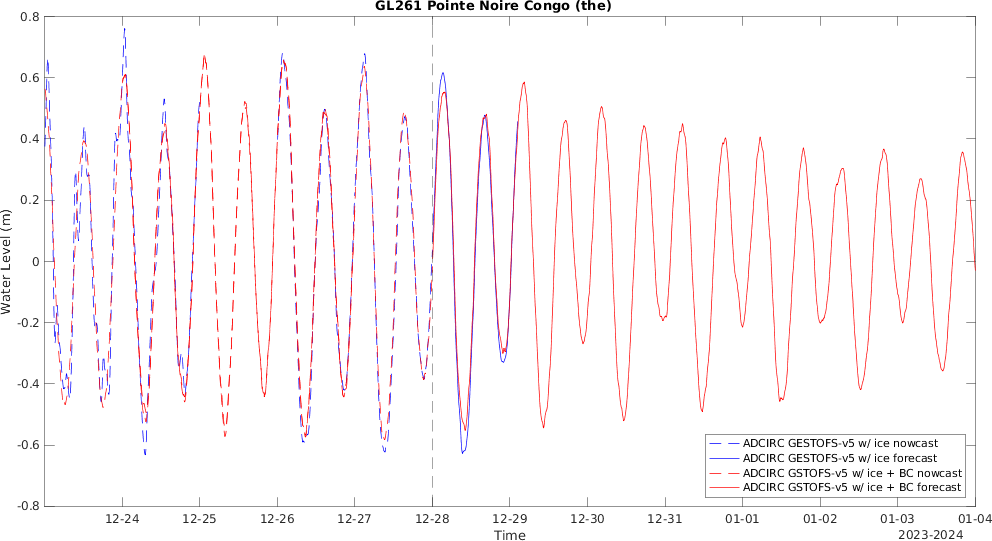 GL261 Pointe Noire Congo (the)
Water Level (m)
0.8
0.6
0.4
0.2
0
-0.2
-0.4
-0.6
-0.8
ADCIRC GESTOFS-v5 w/ ice nowcast
ADCIRC GESTOFS-v5 w/ ice forecast
ADCIRC GSTOFS-v5 w/ ice + BC nowcast
ADCIRC GSTOFS-v5 w/ ice + BC forecast
12-24 12-25 12-26 12-27 12-28 12-29 12-30 12-31 01-01 01-02 01-03 01-04
Time
2023-2024